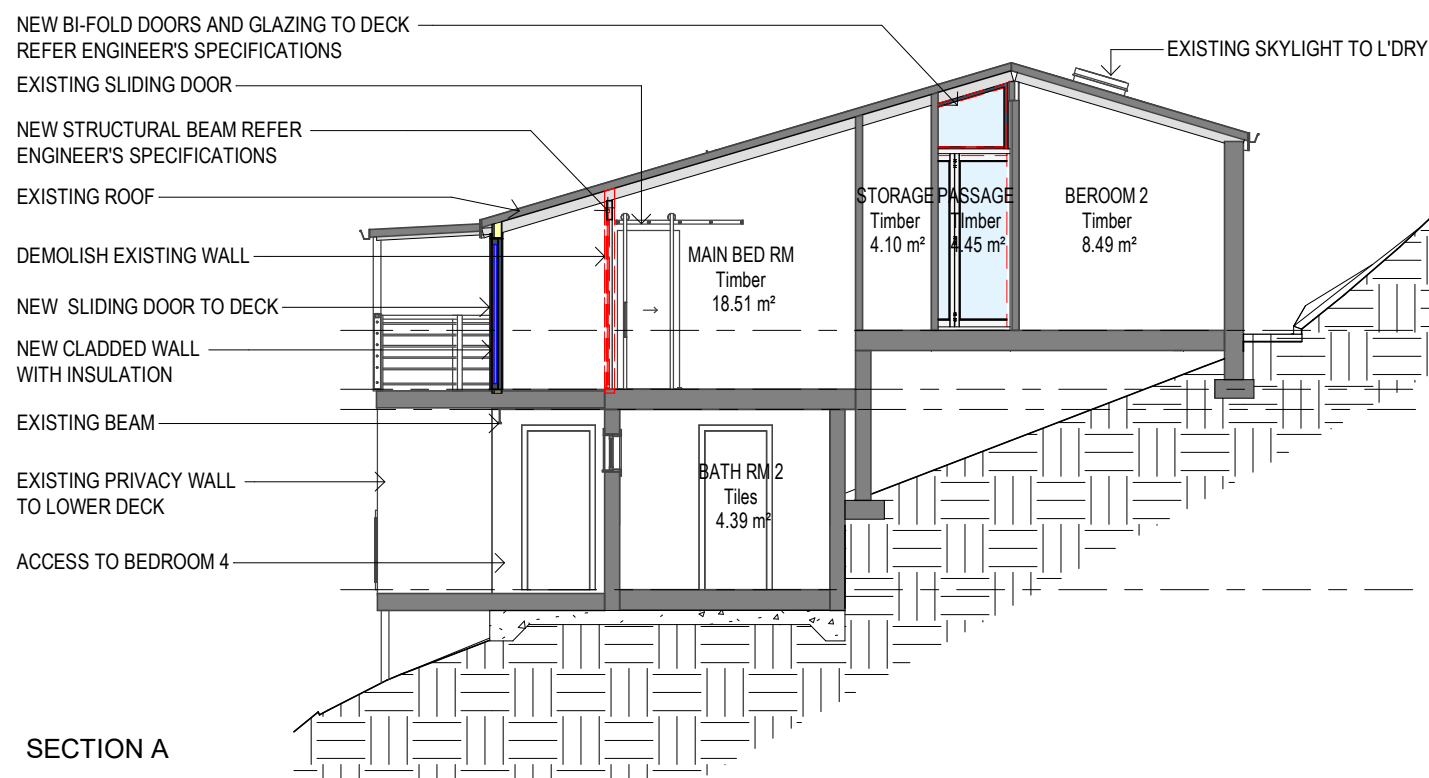 NEW BI-FOLD DOORS AND GLAZING TO DECK
REFER ENGINEER'S SPECIFICATIONS
EXISTING SLIDING DOOR
NEW STRUCTURAL BEAM REFER
ENGINEER'S SPECIFICATIONS
EXISTING ROOF
DEMOLISH EXISTING WALL
NEW SLIDING DOOR TO DECK
NEW CLADDED WALL
WITH INSULATION
EXISTING BEAM
EXISTING PRIVACY WALL
TO LOWER DECK
ACCESS TO BEDROOM 4
EXISTING SKYLIGHT TO L'DRY
MAIN BED RM
Timber
18.51 m²
STORAGE
Timber
4.10 m²
PASSAGE
TImber
4.45 m²
BEROOM 2
Timber
8.49 m²
BATH RM 2
Tiles
4.39 m²
SECTION A